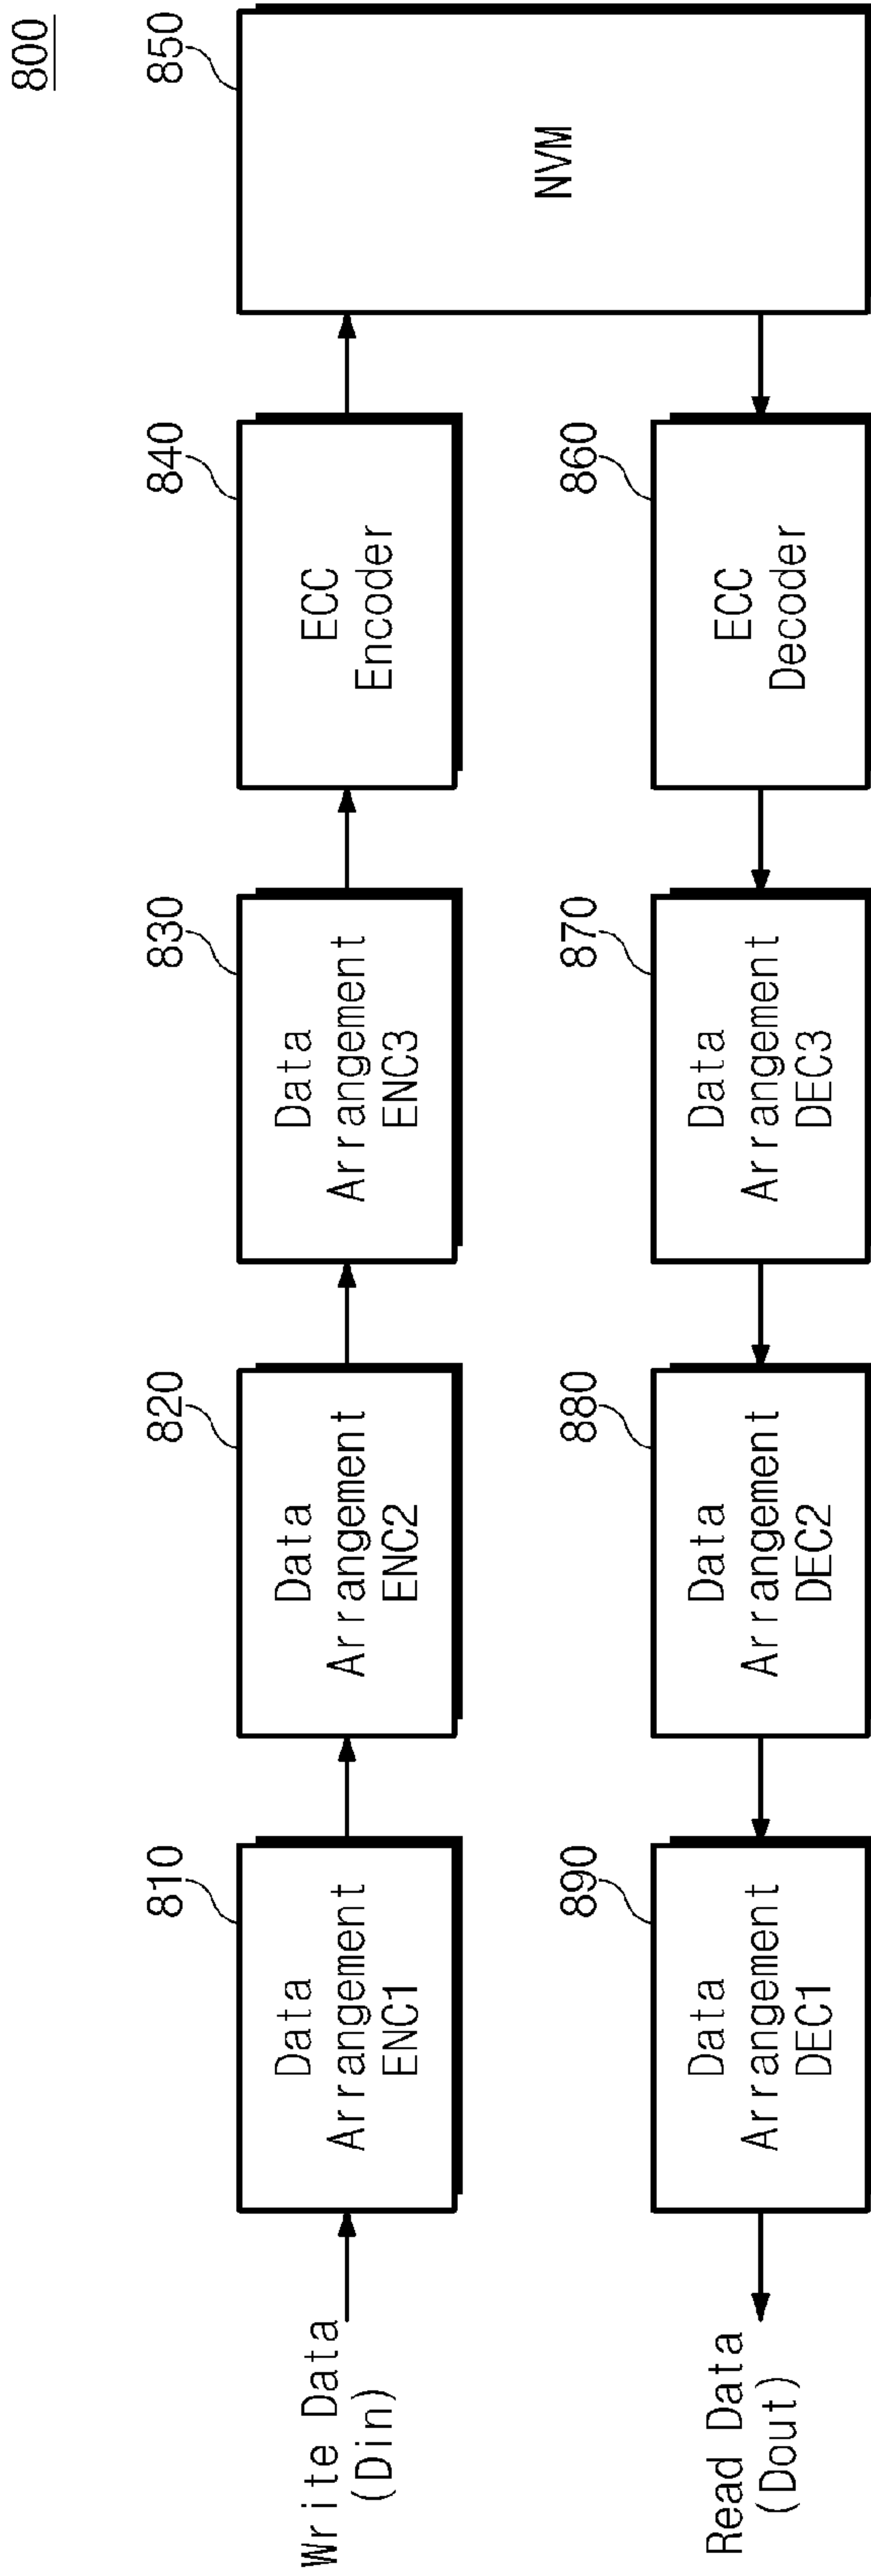 800
810
820
830
840
850
Write Data
(Din)
Data
Arrangement
ENC1
Data
Arrangement
ENC2
Data
Arrangement
ENC3
ECC
Encoder
NVM
890
880
870
860
Read Data
(Dout)
Data
Arrangement
DEC1
Data
Arrangement
DEC2
Data
Arrangement
DEC3
ECC
Decoder